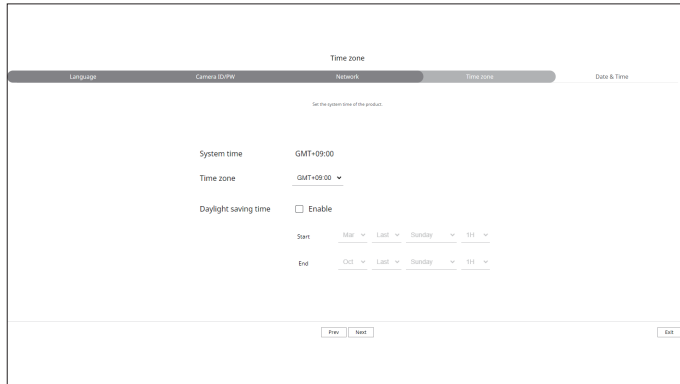 Time zone
Language Camera ID/PW Network Time zone Date & Time
Set the system time of the product.
System time GMT+09:00
Time zone GMT+09:00
Daylight saving time Enable
Start Mar Last Sunday 1H
End Oct Last Sunday 1H
Prev Next Exit